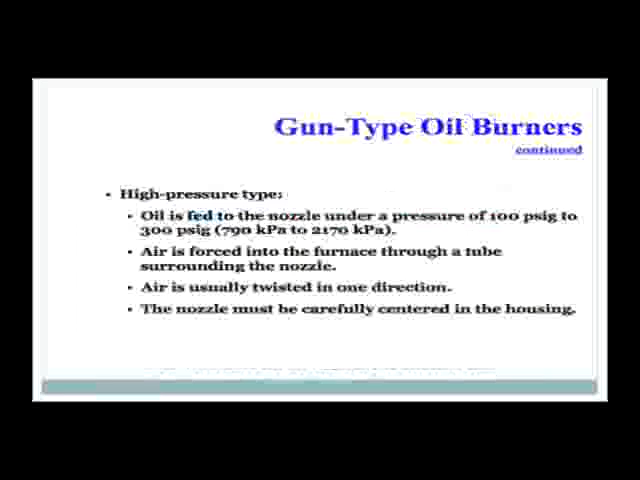 Gun-Type Oil Burners
continued
• High-pressure type:
• Oil is fed to the nozzle under a pressure of 100 psig to
300 psig (790 kPa to 2170 kPa).
• Air is forced into the furnace through a tube
surrounding the nozzle.
• Air is usually twisted in one direction.
• The nozzle must be carefully centered in the housing.